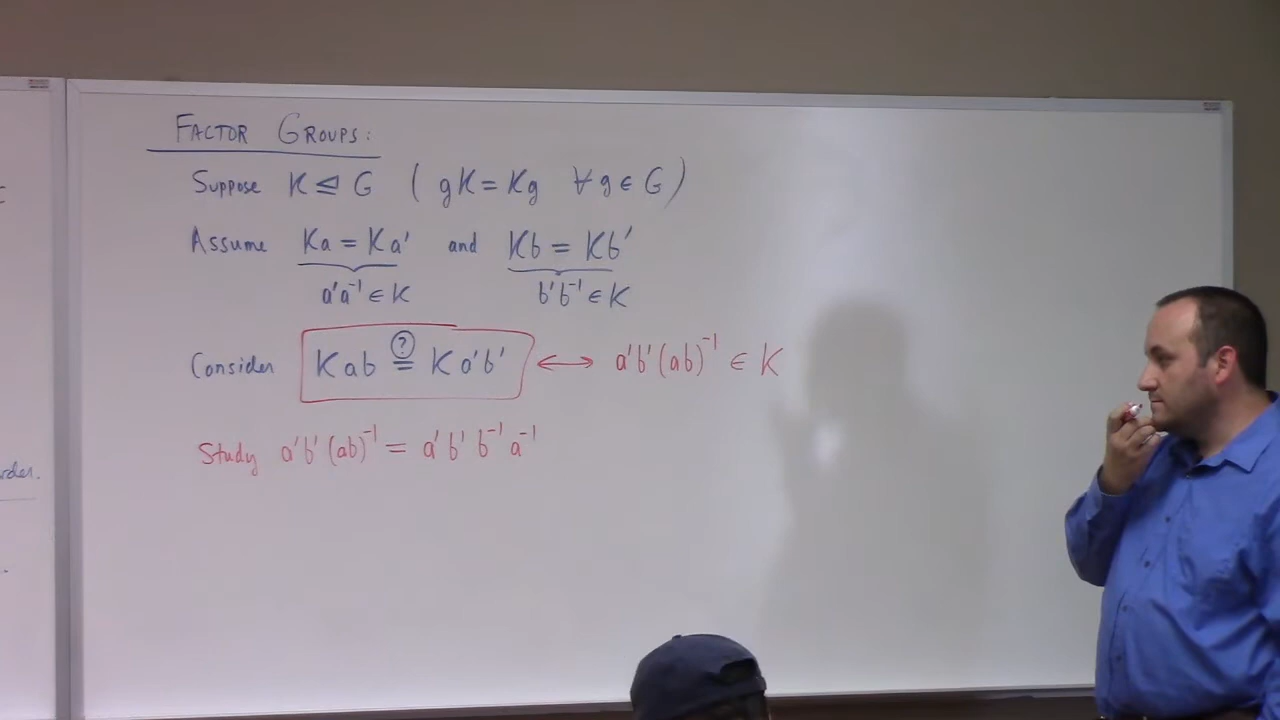 FACTOR GROUPS:
SUPPOSE K ⊴ G ( gK = Kg ∀ g ∈ G )
ASSUME Ka = Ka' and Kb = Kb'
a'a⁻¹ ∈ K b'b⁻¹ ∈ K
Consider Kab ≟ Ka'b' ↔ a'b'(ab)⁻¹ ∈ K
Study a'b'(ab)⁻¹ = a'b'b⁻¹a⁻¹